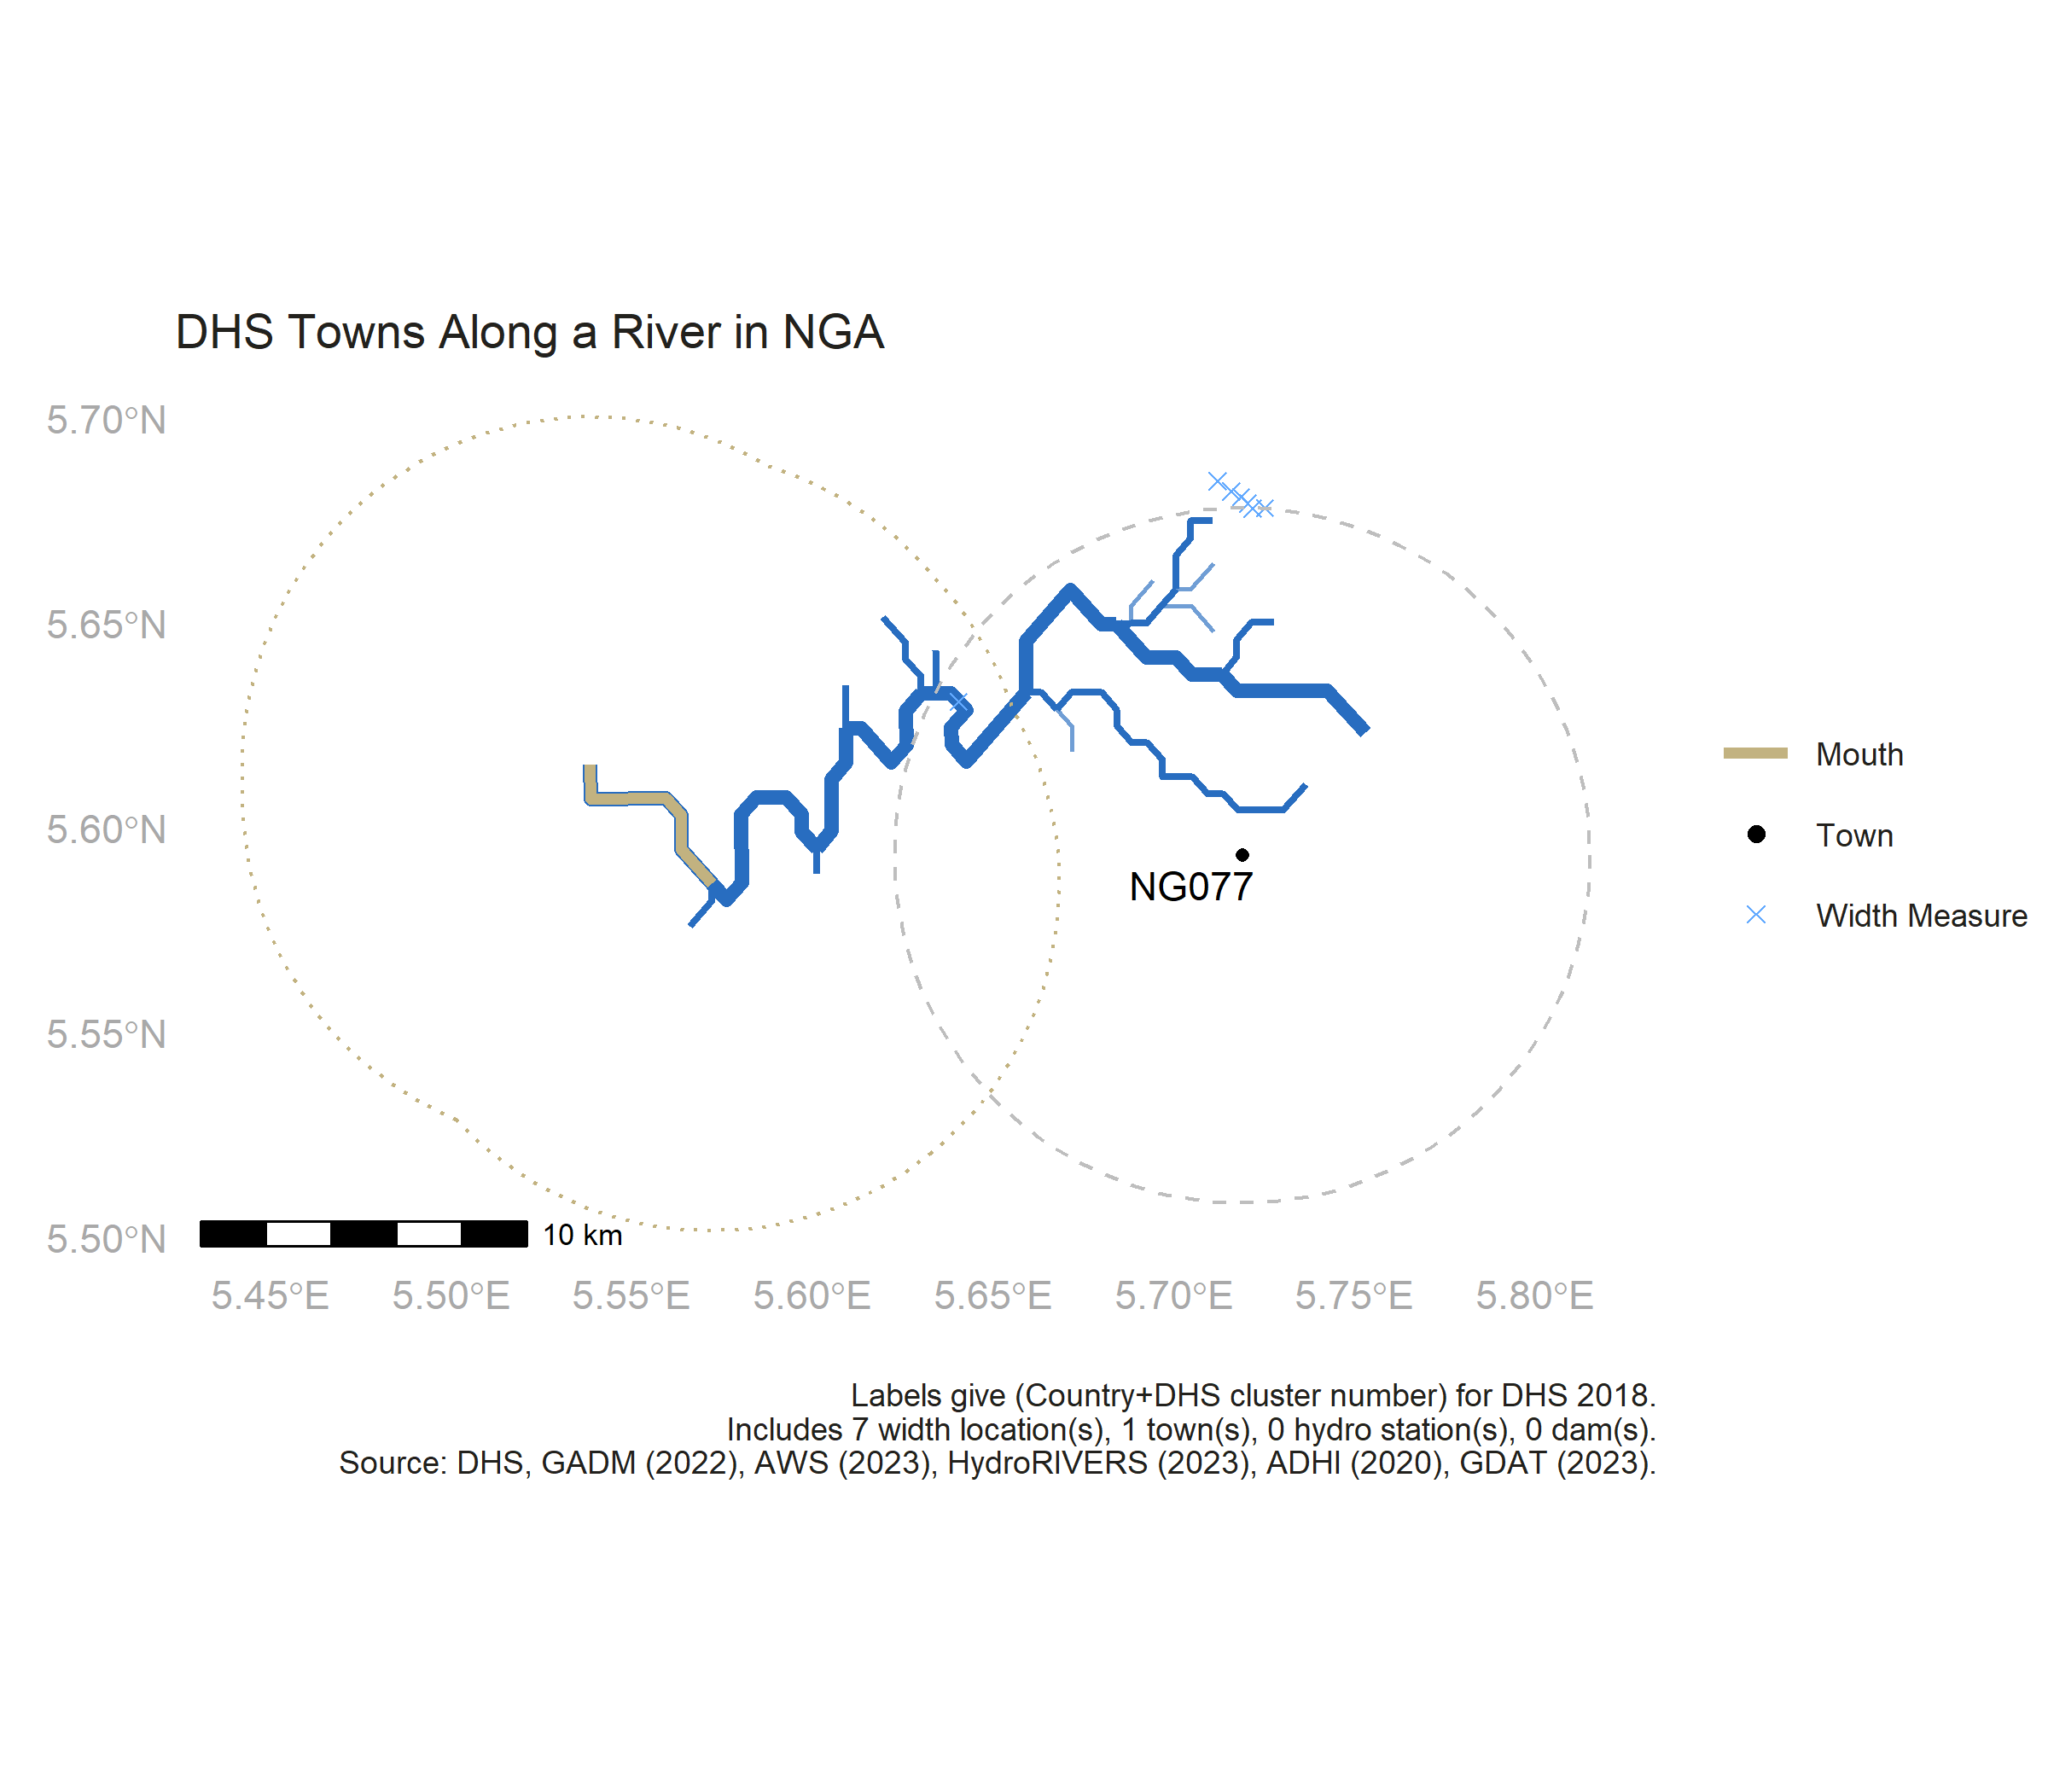 DHS Towns Along a River in NGA
5.70°N
5.65°N
5.60°N
5.55°N
5.50°N
NG077
Mouth
Town
Width Measure
10 km
5.45°E 5.50°E 5.55°E 5.60°E 5.65°E 5.70°E 5.75°E 5.80°E
Labels give (Country+DHS cluster number) for DHS 2018.
Includes 7 width location(s), 1 town(s), 0 hydro station(s), 0 dam(s).
Source: DHS, GADM (2022), AWS (2023), HydroRIVERS (2023), ADHI (2020), GDAT (2023).